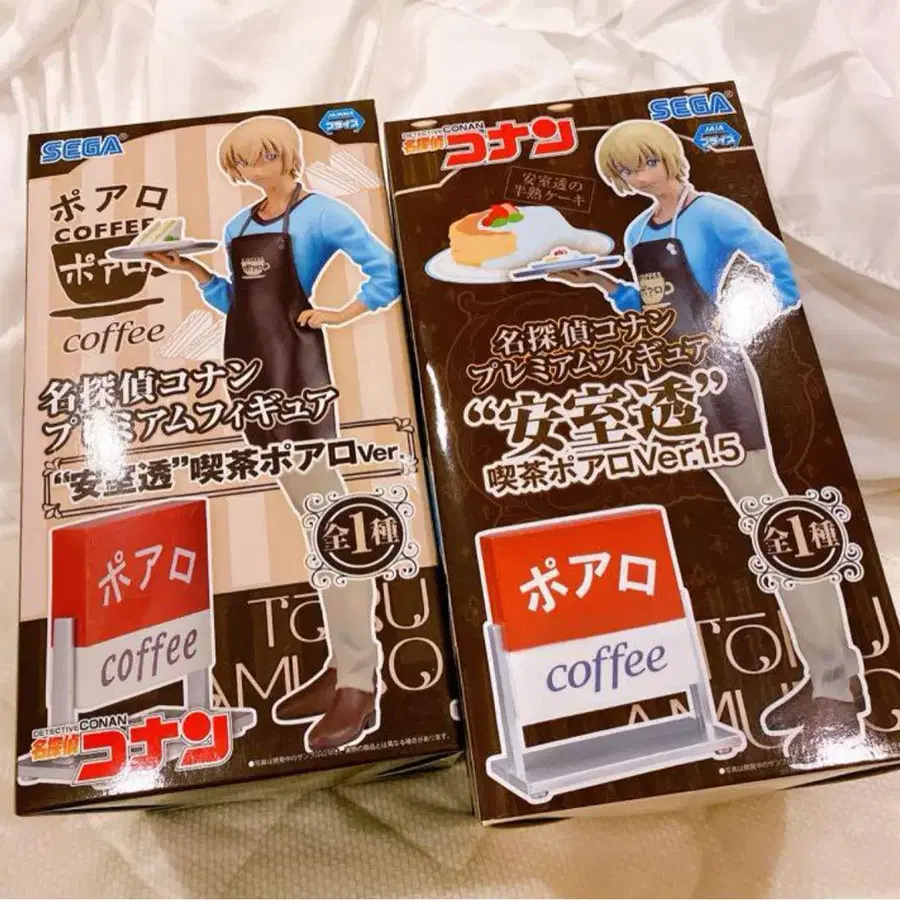 SEGA®
プライズ
ポアロ
COFFEE
ポアロ
coffee
名探偵コナン
プレミアムフィギュア
“安室透”喫茶ポアロVer.
全1種
ポアロ
coffee
DETECTIVE CONAN
名探偵コナン
DETECTIVE CONAN
名探偵コナン
SEGA®
プライズ
安室透の
半熟ケーキ
ポアロ
名探偵コナン
プレミアムフィギュア
“安室透”
喫茶ポアロVer.1.5
全1種
ポアロ
coffee